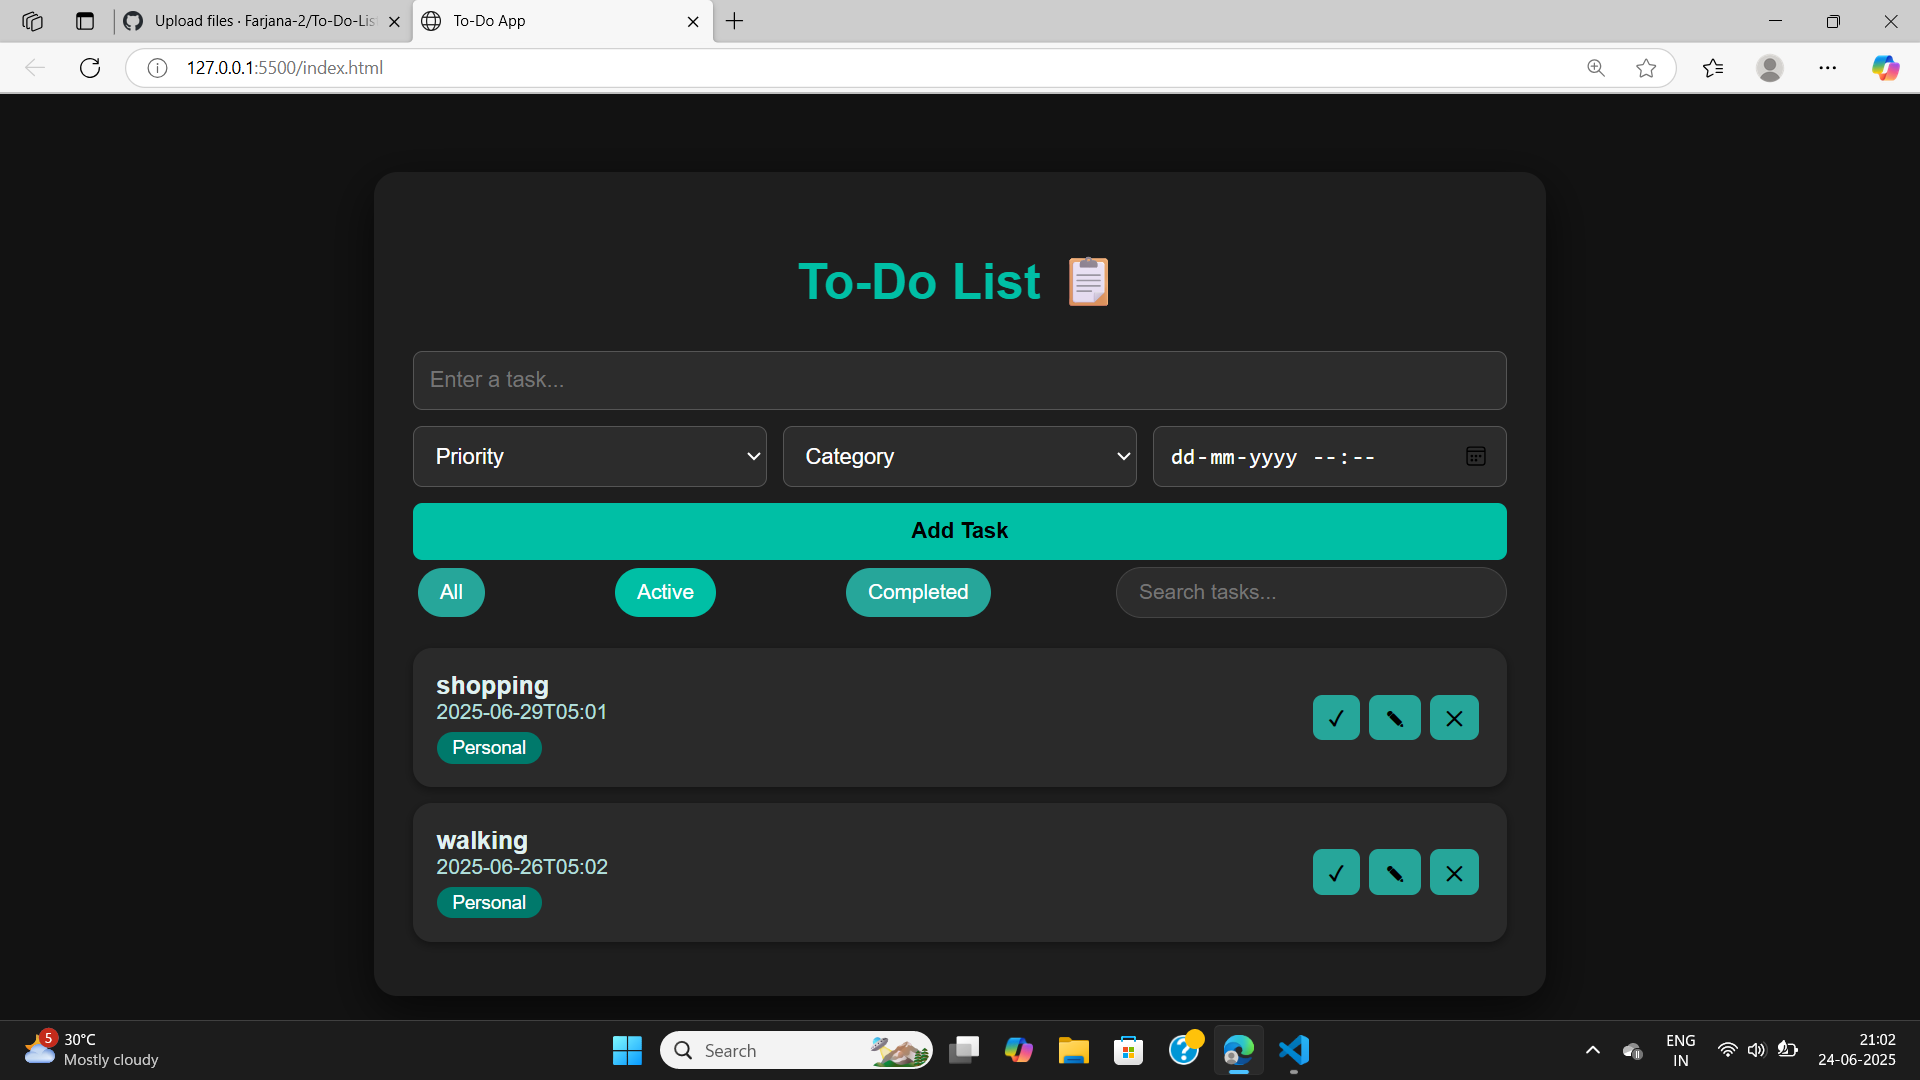 Upload files · Farjana-2/To-Do-Lis
To-Do App
127.0.0.1:5500/index.html
To-Do List
Enter a task...
Priority
Category
dd-mm-yyyy --:--
Add Task
All
Active
Completed
Search tasks...
shopping
2025-06-29T05:01
Personal
walking
2025-06-26T05:02
Personal
5
30°C
Mostly cloudy
Search
ENG
IN
21:02
24-06-2025